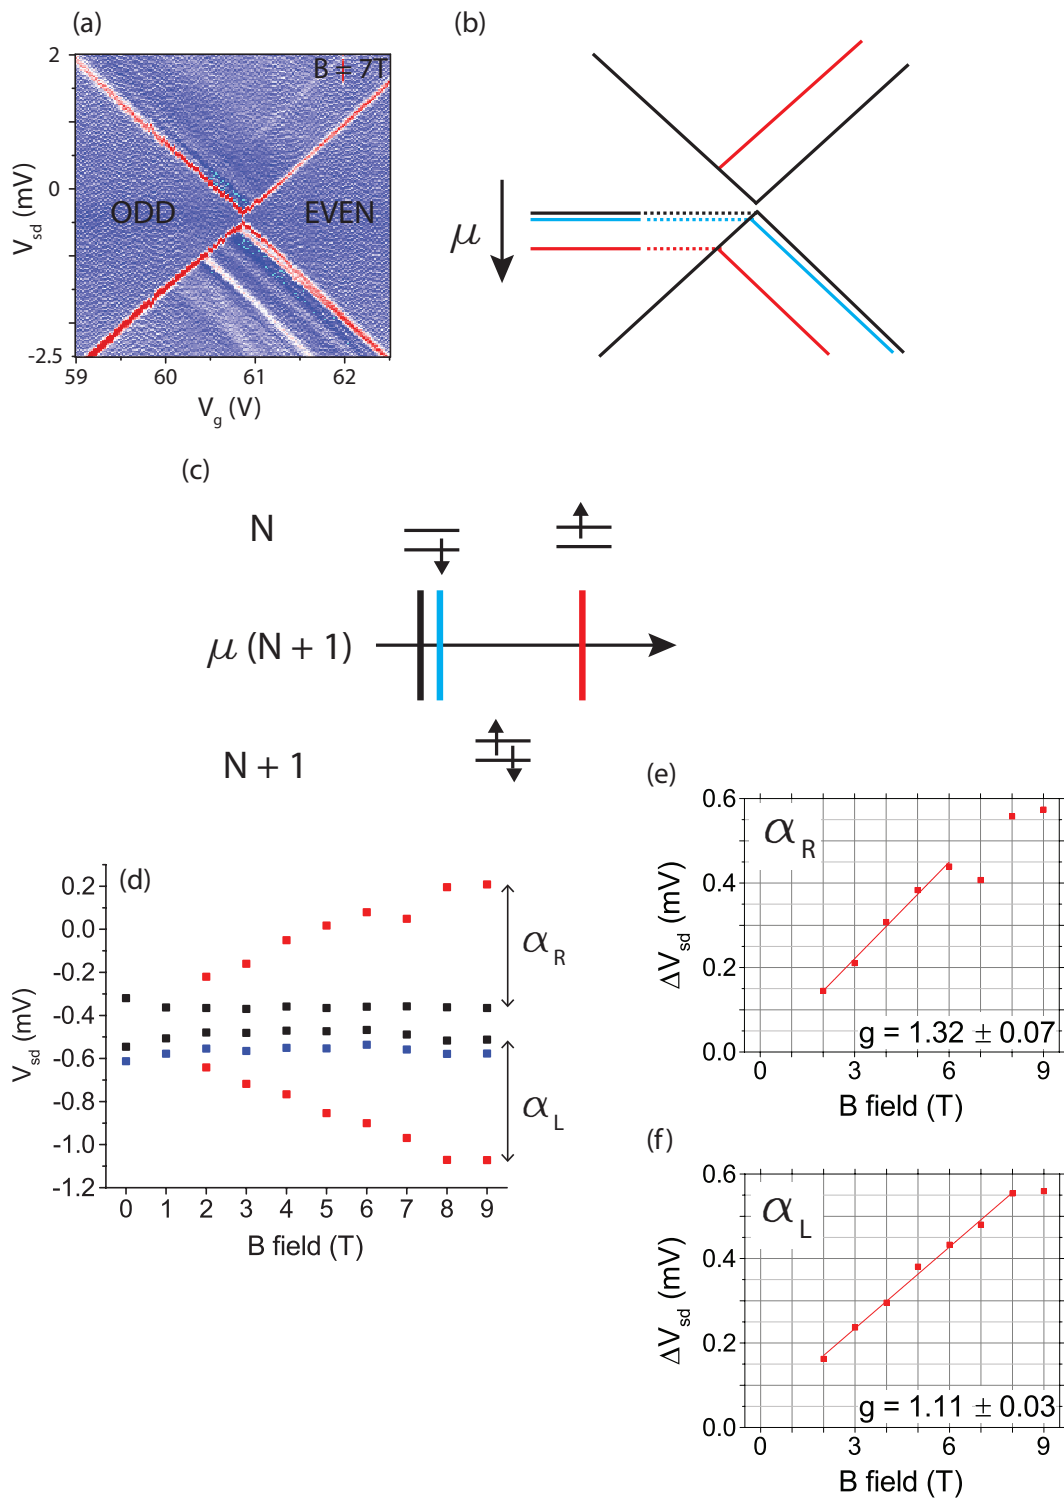 (a)
B = 7T
ODD
EVEN
2
0
-2.5
V_sd (mV)
59
60
61
62
V_g (V)
(b)
μ
(c)
N
μ (N + 1)
N + 1
(d)
0.2
0.0
-0.2
-0.4
-0.6
-0.8
-1.0
-1.2
V_sd (mV)
α_R
α_L
0 1 2 3 4 5 6 7 8 9
B field (T)
(e)
0.6
0.4
0.2
0.0
ΔV_sd (mV)
α_R
g = 1.32 ± 0.07
0 3 6 9
B field (T)
(f)
0.6
0.4
0.2
0.0
ΔV_sd (mV)
α_L
g = 1.11 ± 0.03
0 3 6 9
B field (T)